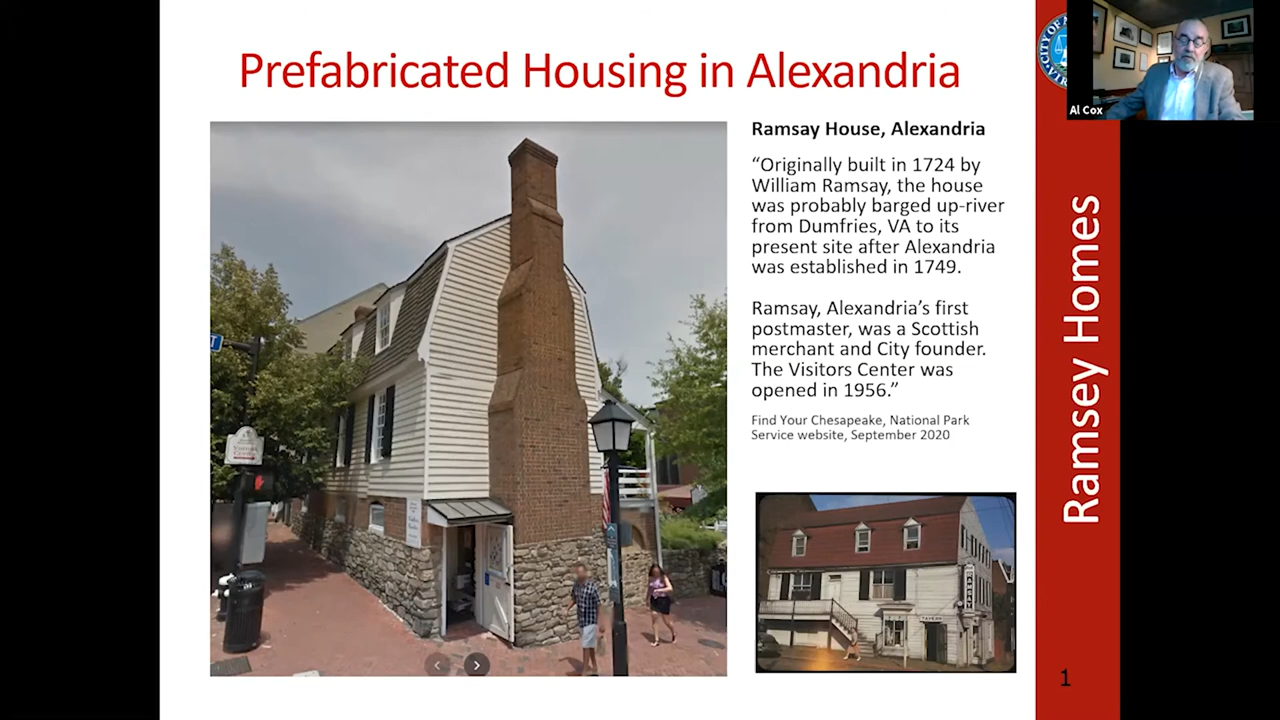 Prefabricated Housing in Alexandria
Al Cox
Ramsay House, Alexandria
“Originally built in 1724 by
William Ramsay, the house
was probably barged up-river
from Dumfries, VA to its
present site after Alexandria
was established in 1749.
Ramsay, Alexandria’s first
postmaster, was a Scottish
merchant and City founder.
The Visitors Center was
opened in 1956.”
Find Your Chesapeake, National Park
Service website, September 2020
Ramsey Homes
1
CITY OF
TAVERN